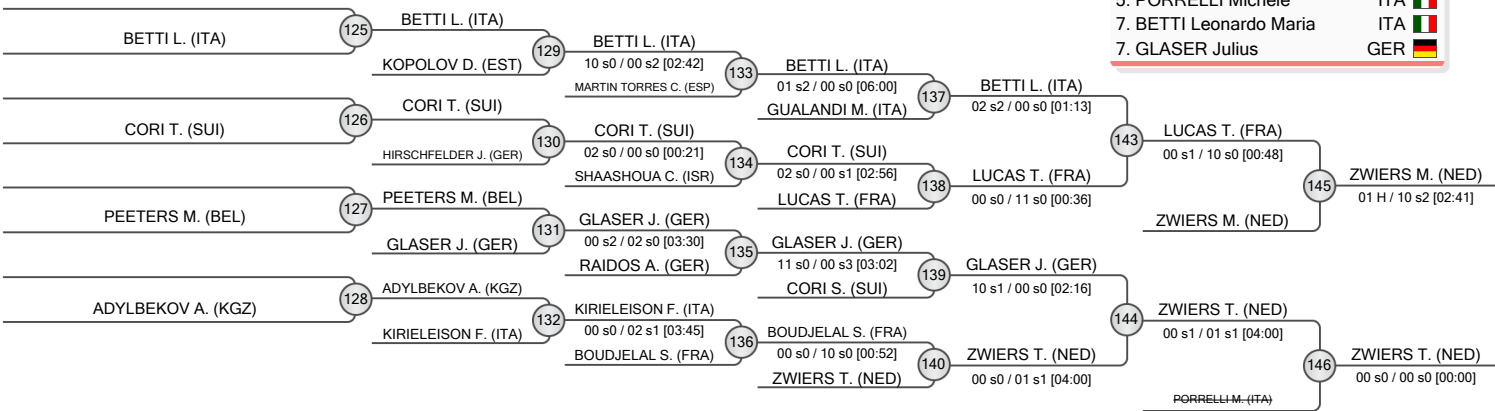 5. PORRELLI Michele ITA
7. BETTI Leonardo Maria ITA
7. GLASER Julius GER
BETTI L. (ITA)
125
CORI T. (SUI)
126
PEETERS M. (BEL)
127
ADYLBEKOV A. (KGZ)
128
BETTI L. (ITA)
KOPOLOV D. (EST)
129
CORI T. (SUI)
HIRSCHFELDER J. (GER)
130
PEETERS M. (BEL)
GLASER J. (GER)
131
ADYLBEKOV A. (KGZ)
KIRIELEISON F. (ITA)
132
BETTI L. (ITA)
10 s0 / 00 s2 [02:42]
MARTIN TORRES C. (ESP)
133
CORI T. (SUI)
02 s0 / 00 s0 [00:21]
SHAASHOUA C. (ISR)
134
GLASER J. (GER)
00 s2 / 02 s0 [03:30]
RAIDOS A. (GER)
135
KIRIELEISON F. (ITA)
00 s0 / 02 s1 [03:45]
BOUDJELAL S. (FRA)
136
BETTI L. (ITA)
01 s2 / 00 s0 [06:00]
GUALANDI M. (ITA)
137
CORI T. (SUI)
02 s0 / 00 s1 [02:56]
LUCAS T. (FRA)
138
GLASER J. (GER)
11 s0 / 00 s3 [03:02]
CORI S. (SUI)
139
BOUDJELAL S. (FRA)
00 s0 / 10 s0 [00:52]
ZWIERS T. (NED)
140
BETTI L. (ITA)
02 s2 / 00 s0 [01:13]
LUCAS T. (FRA)
00 s0 / 11 s0 [00:36]
143
GLASER J. (GER)
10 s1 / 00 s0 [02:16]
ZWIERS T. (NED)
00 s0 / 01 s1 [04:00]
144
LUCAS T. (FRA)
00 s1 / 10 s0 [00:48]
ZWIERS M. (NED)
145
ZWIERS T. (NED)
00 s1 / 01 s1 [04:00]
PORRELLI M. (ITA)
146
ZWIERS M. (NED)
01 H / 10 s2 [02:41]
ZWIERS T. (NED)
00 s0 / 00 s0 [00:00]